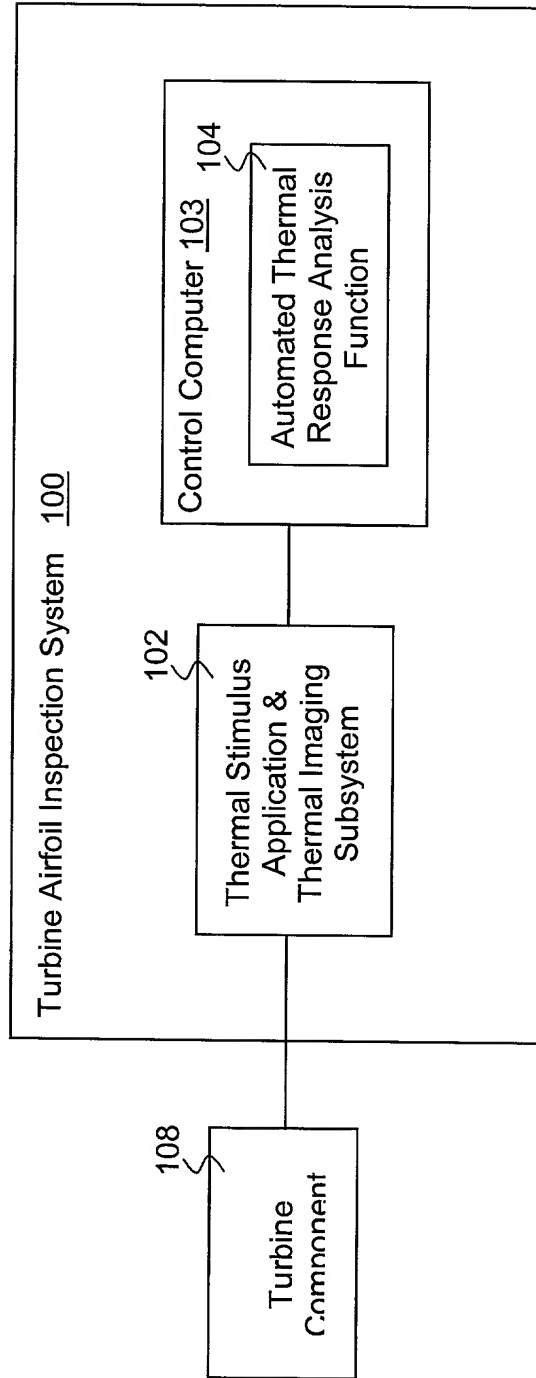 Turbine Airfoil Inspection System 100
108
Turbine
Component
102
Thermal Stimulus
Application &
Thermal Imaging
Subsystem
Control Computer 103
104
Automated Thermal
Response Analysis
Function